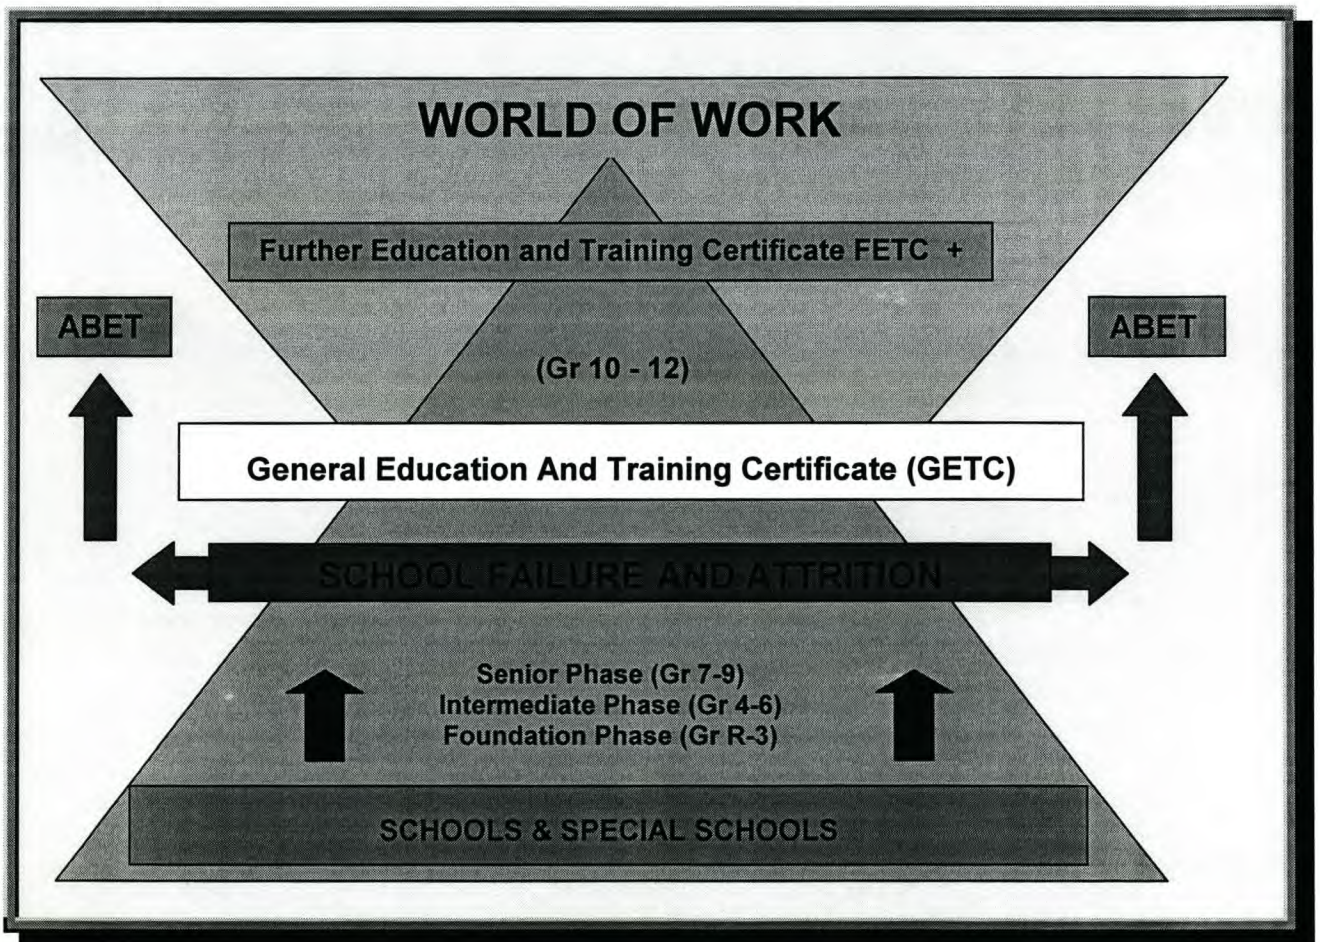 WORLD OF WORK
Further Education and Training Certificate FETC +
ABET
ABET
(Gr 10 - 12)
General Education And Training Certificate (GETC)
SCHOOL FAILURE AND ATTRITION
Senior Phase (Gr 7-9)
Intermediate Phase (Gr 4-6)
Foundation Phase (Gr R-3)
SCHOOLS & SPECIAL SCHOOLS